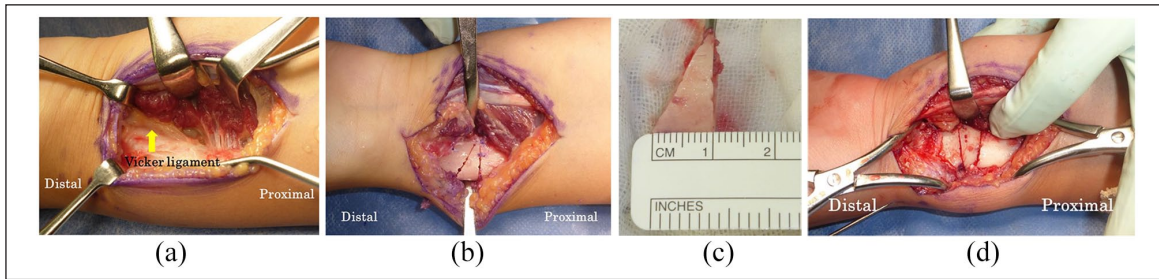 Vicker ligament
Distal
Proximal
Distal
Proximal
CM 1 2
INCHES
Distal
Proximal
(a)
(b)
(c)
(d)